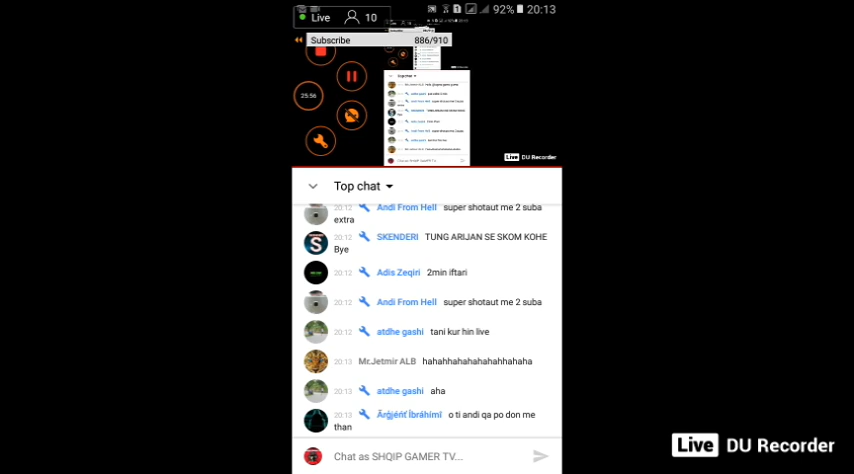 92% 20:13
Live 10
Subscribe 886/910
25:56
Live DU Recorder
Top chat
20:12 Andi From Hell super shotaut me 2 suba
extra
20:12 SKENDERI TUNG ARIJAN SE SKOM KOHE
Bye
20:12 Adis Zeqiri 2min iftari
20:12 Andi From Hell super shotaut me 2 suba
20:12 atdhe gashi tani kur hin live
20:13 Mr.Jetmir ALB hahahhahahahahahhahaha
20:13 atdhe gashi aha
20:13 o ti andi qa po don me
than
Chat as SHQIP GAMER TV...
Live DU Recorder